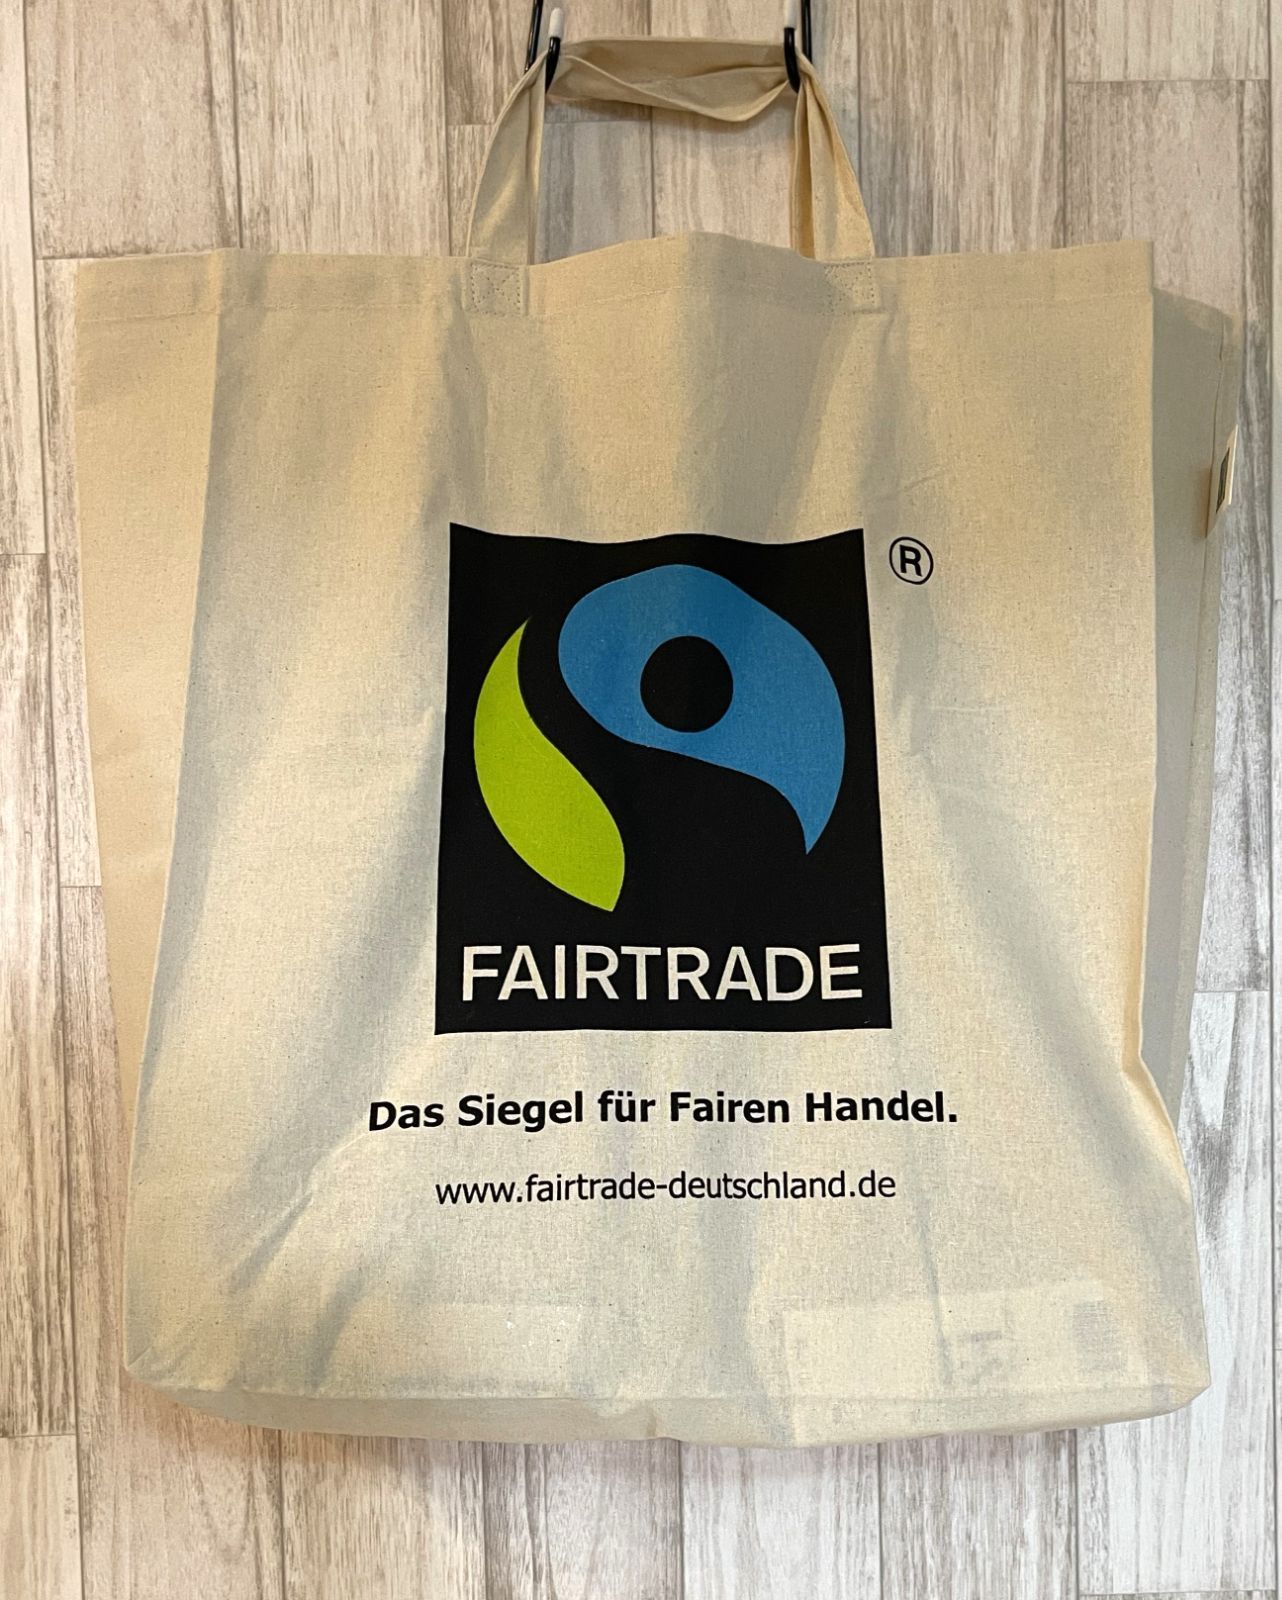 ®
FAIRTRADE
Das Siegel für Fairen Handel.
www.fairtrade-deutschland.de